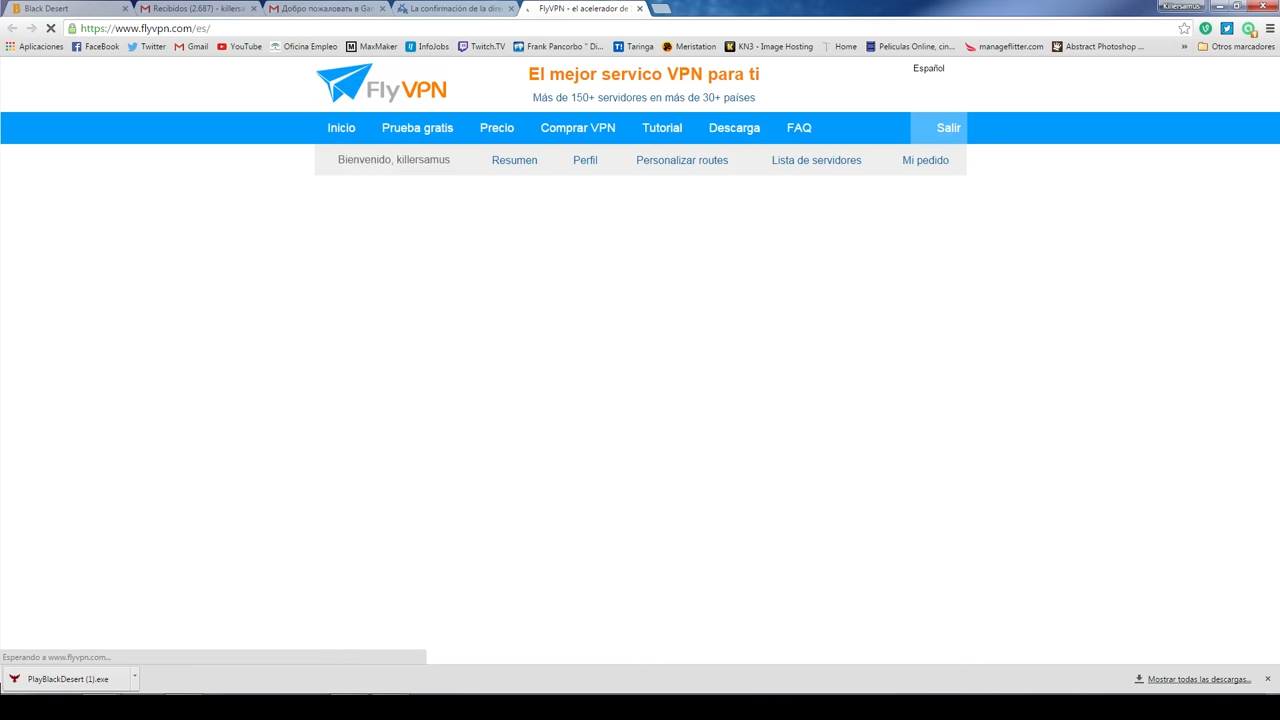 Black Desert
Recibidos (2.687) - killersa
Добро пожаловать в Gan
La confirmación de la dire
FlyVPN - el acelerador de
Killersamus
https://www.flyvpn.com/es/
Aplicaciones
FaceBook
Twitter
Gmail
YouTube
Oficina Empleo
MaxMaker
InfoJobs
Twitch.TV
Frank Pancorbo "Di...
Taringa
Meristation
KN3 - Image Hosting
Home
Peliculas Online, cin...
manageflitter.com
Abstract Photoshop ...
»
Otros marcadores
FlyVPN
El mejor servico VPN para ti
Más de 150+ servidores en más de 30+ países
Español
Inicio
Prueba gratis
Precio
Comprar VPN
Tutorial
Descarga
FAQ
Salir
Bienvenido, killersamus
Resumen
Perfil
Personalizar routes
Lista de servidores
Mi pedido
Esperando a www.flyvpn.com...
PlayBlackDesert (1).exe
Mostrar todas las descargas...